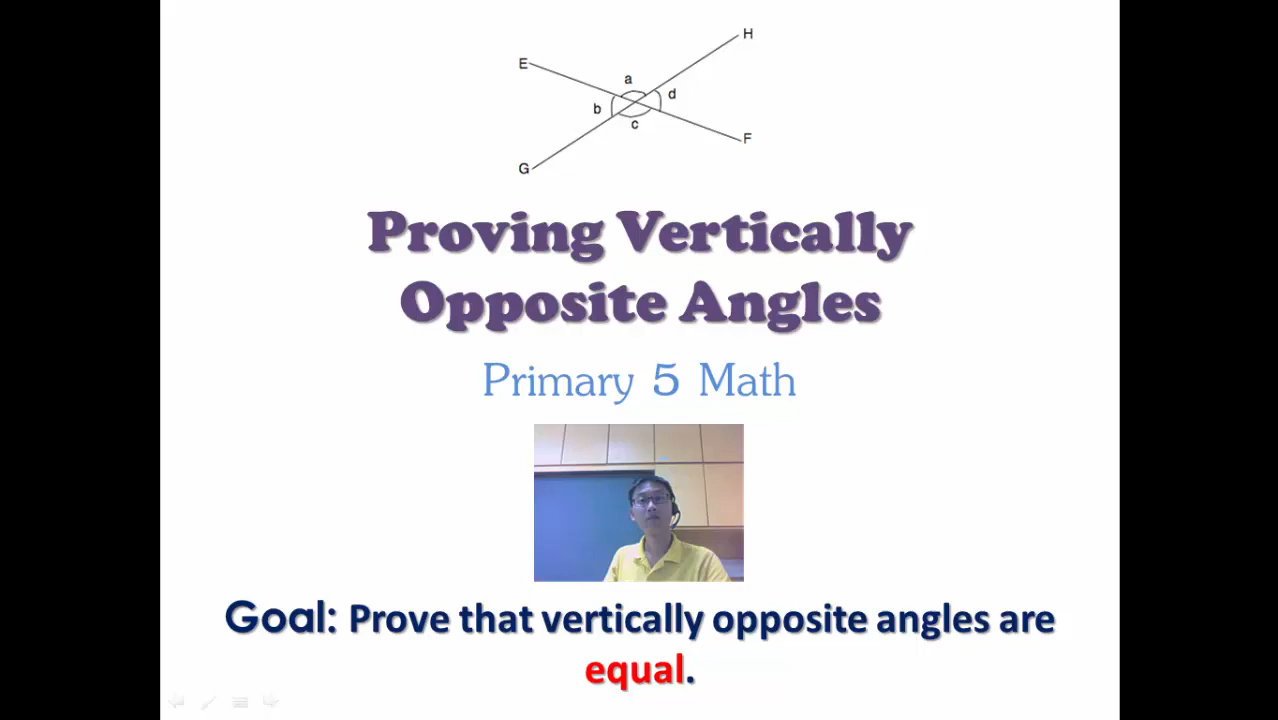 H
E
a
d
b
c
F
G
Proving Vertically
Opposite Angles
Primary 5 Math
Goal: Prove that vertically opposite angles are
equal.